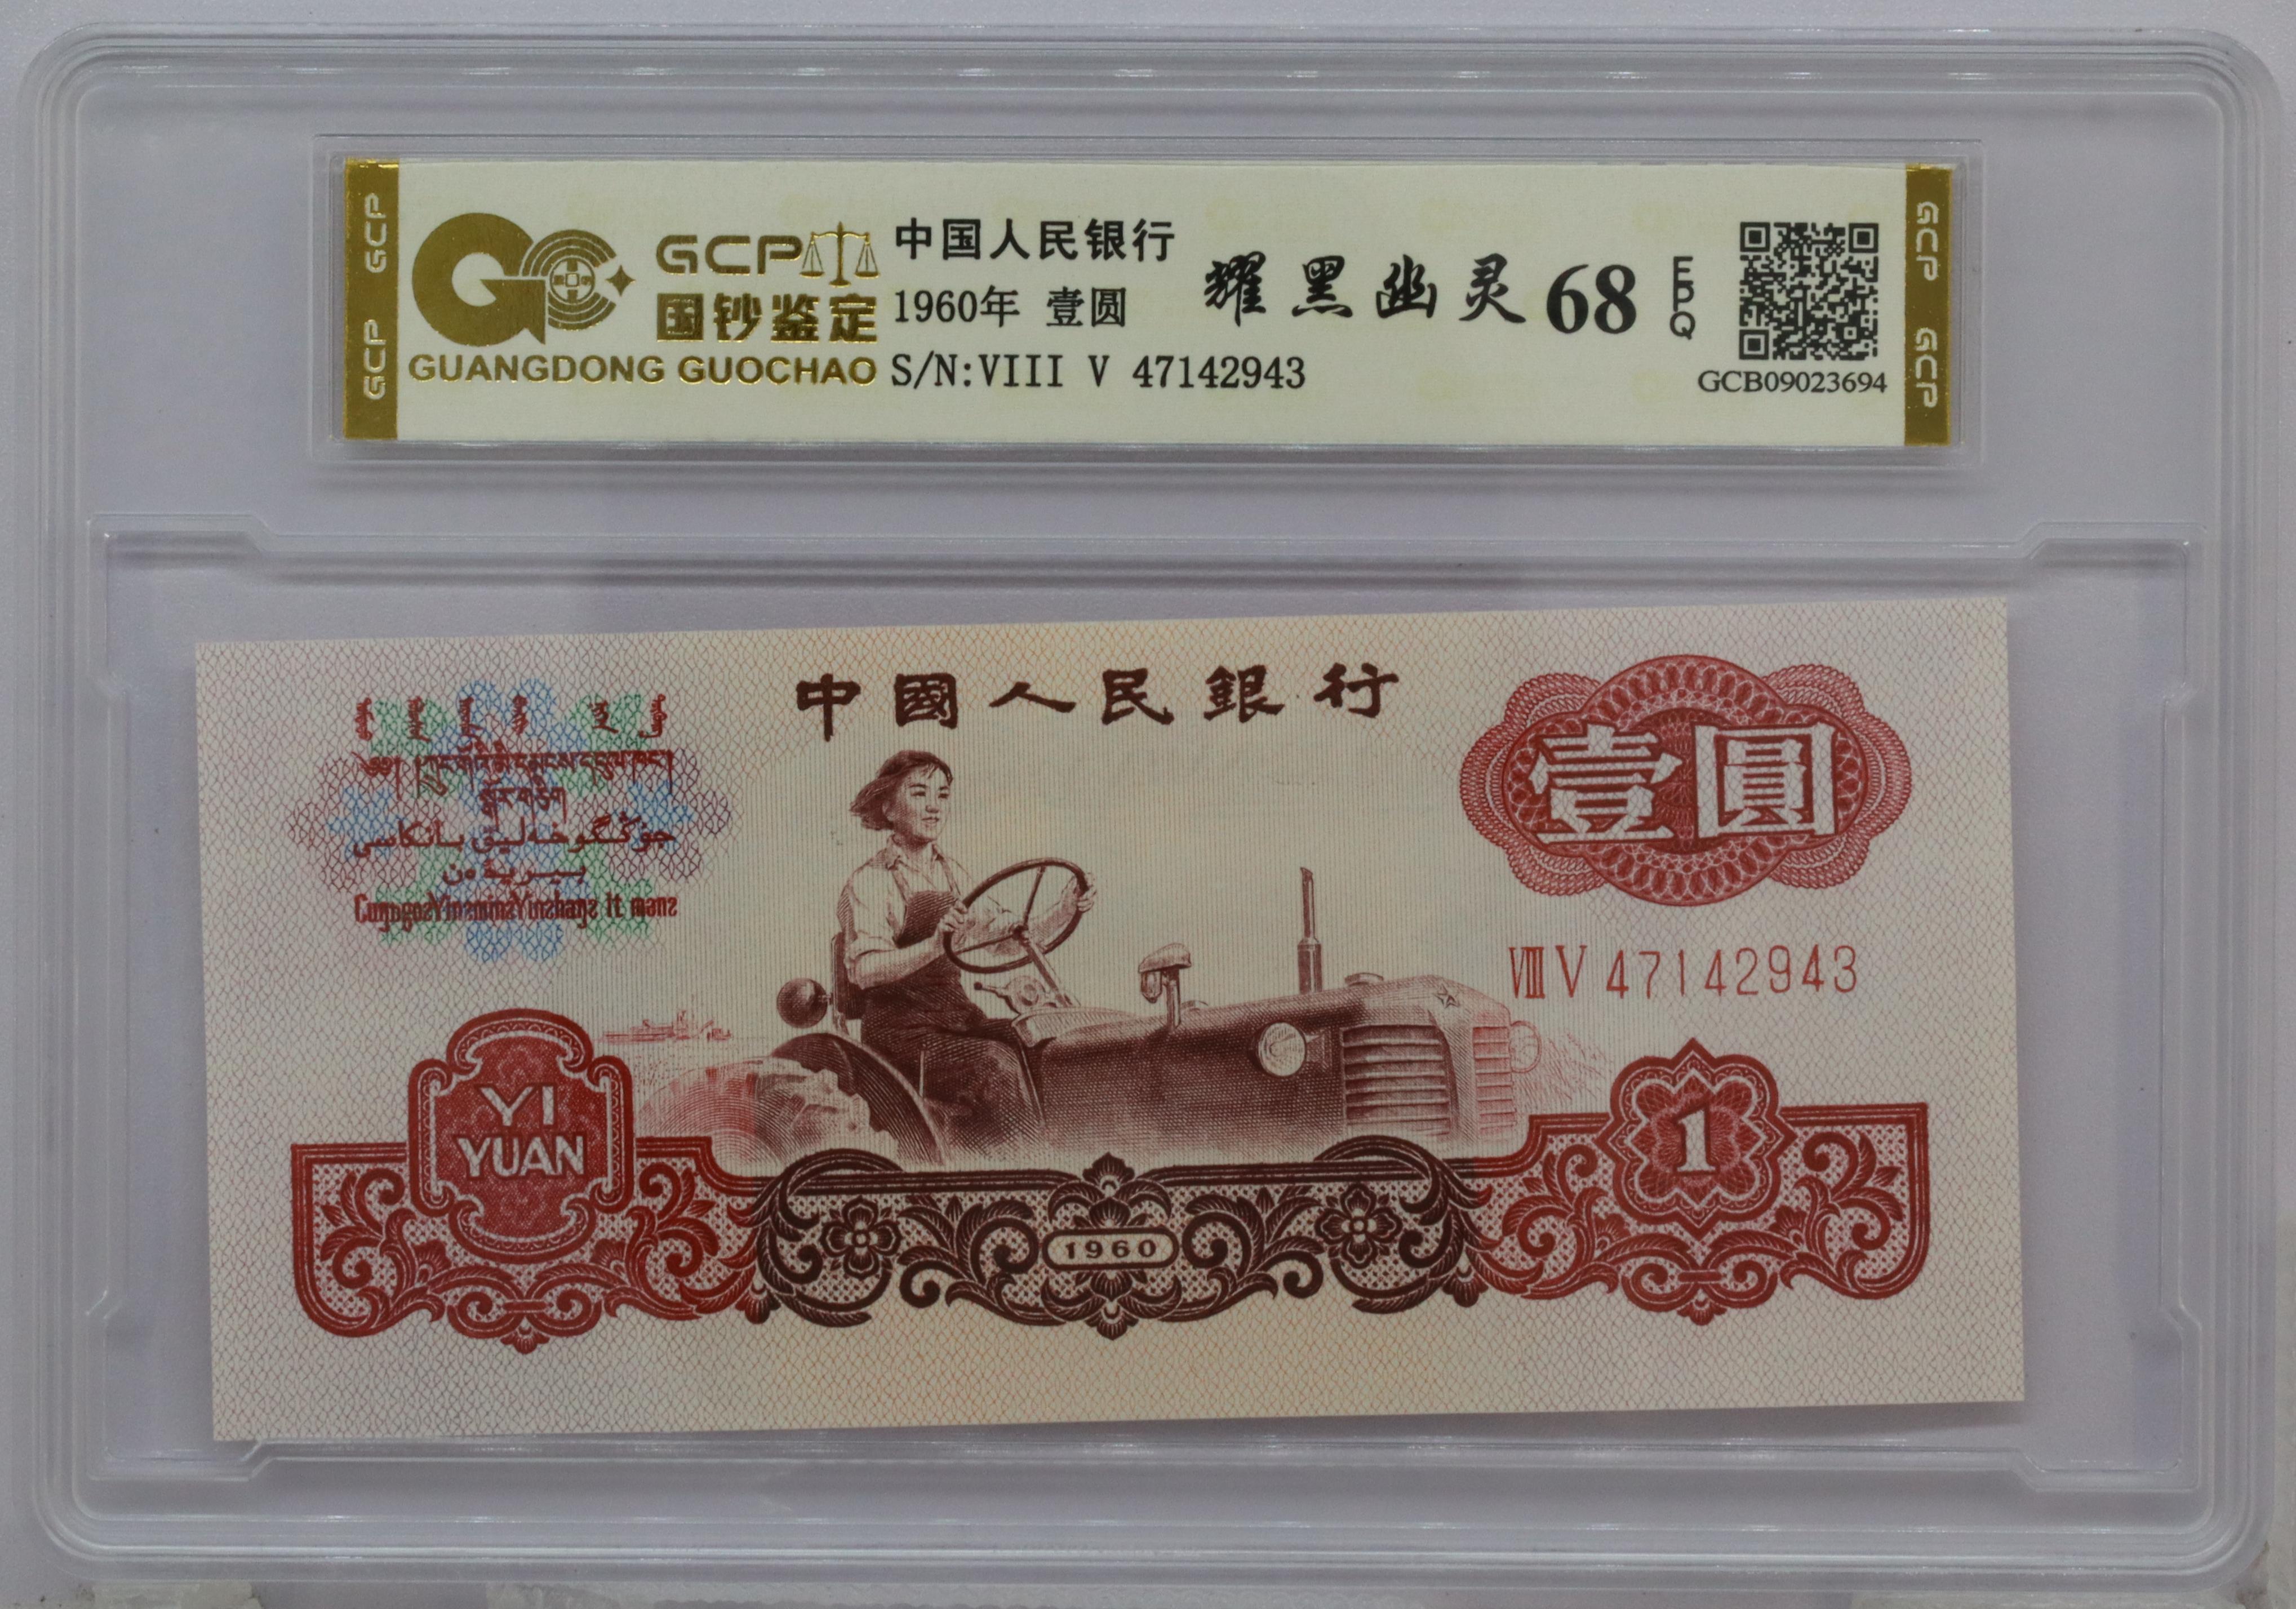 GCP GCP
GCP
国钞鉴定
GUANGDONG GUOCHAO
中国人民银行
1960年 壹圆
S/N:VIII V 47142943
耀黑幽灵 68 EPQ
GCB09023694
GCP GCP
中國人民銀行
壹圓
VIII V 47142943
YI
YUAN
1
1960